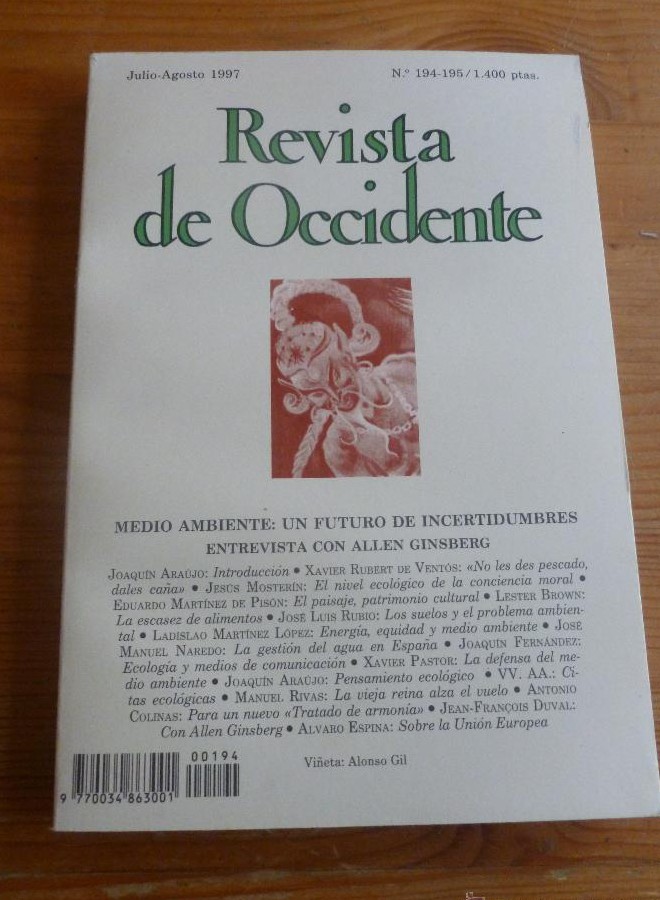 Julio-Agosto 1997 N.º 194-195 / 1.400 ptas.
Revista
de Occidente
MEDIO AMBIENTE: UN FUTURO DE INCERTIDUMBRES
ENTREVISTA CON ALLEN GINSBERG
JOAQUÍN ARAÚJO: Introducción • XAVIER RUBERT DE VENTÓS: «No les des pescado,
dales caña» • JESÚS MOSTERÍN: El nivel ecológico de la conciencia moral •
EDUARDO MARTÍNEZ DE PISÓN: El paisaje, patrimonio cultural • LESTER BROWN:
La escasez de alimentos • JOSÉ LUIS RUBIO: Los suelos y el problema ambien-
tal • LADISLAO MARTÍNEZ LÓPEZ: Energía, equidad y medio ambiente • JOSÉ
MANUEL NAREDO: La gestión del agua en España • JOAQUÍN FERNÁNDEZ:
Ecología y medios de comunicación • XAVIER PASTOR: La defensa del me-
dio ambiente • JOAQUÍN ARAÚJO: Pensamiento ecológico • VV. AA.: Ci-
tas ecológicas • MANUEL RIVAS: La vieja reina alza el vuelo • ANTONIO
COLINAS: Para un nuevo «Tratado de armonía» • JEAN-FRANÇOIS DUVAL:
Con Allen Ginsberg • ALVARO ESPINA: Sobre la Unión Europea
00194
Viñeta: Alonso Gil
9 770034 863001